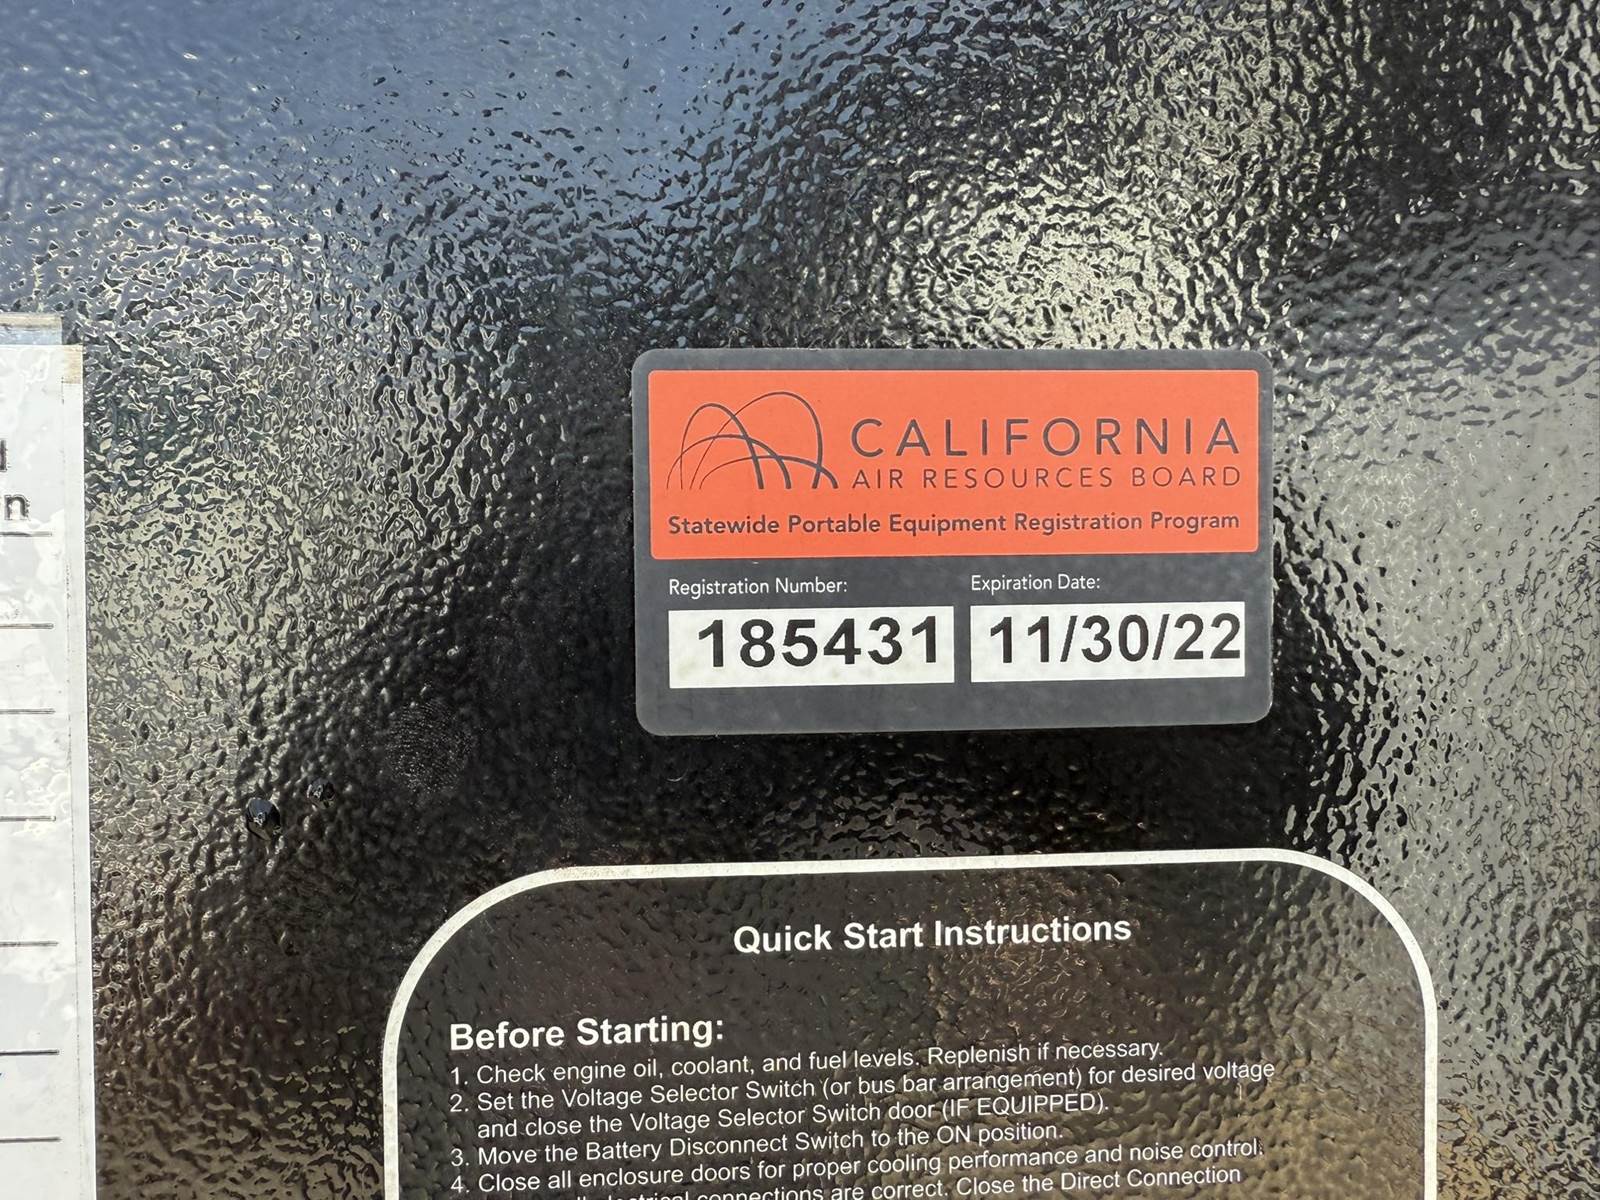 CALIFORNIA
AIR RESOURCES BOARD
Statewide Portable Equipment Registration Program
Registration Number:
Expiration Date:
185431
11/30/22
n
Quick Start Instructions
Before Starting:
1. Check engine oil, coolant, and fuel levels. Replenish if necessary.
2. Set the Voltage Selector Switch (or bus bar arrangement) for desired voltage
and close the Voltage Selector Switch door (IF EQUIPPED).
3. Move the Battery Disconnect Switch to the ON position.
4. Close all enclosure doors for proper cooling performance and noise control.
connections are correct. Close the Direct Connection